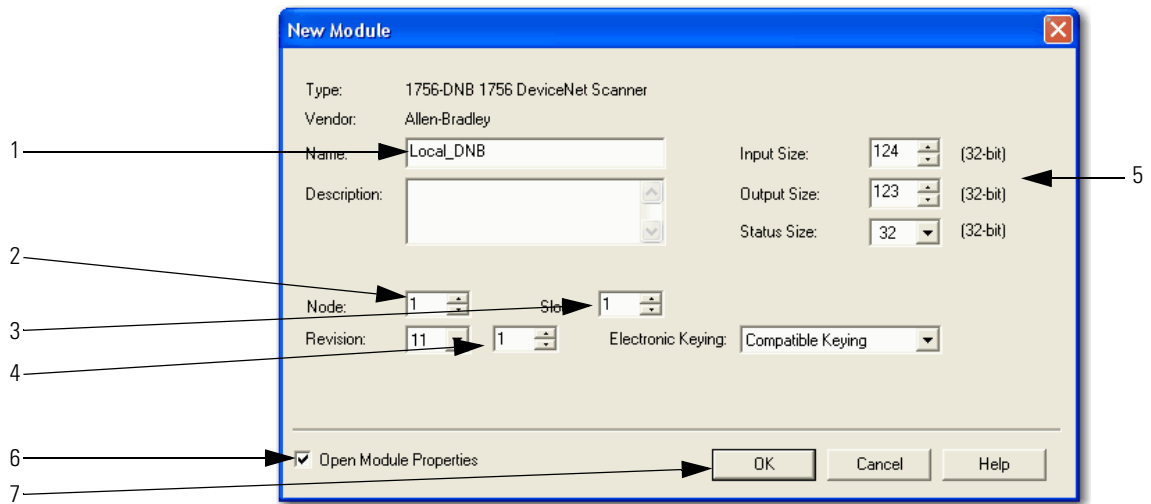 New Module
Type: 1756-DNB 1756 DeviceNet Scanner
Vendor: Allen-Bradley
1 Name: Local_DNB Input Size: 124 (32-bit)
5
Description: Output Size: 123 (32-bit)
Status Size: 32 (32-bit)
2
Node: 1 Slo 1
3
Revision: 11 1 Electronic Keying: Compatible Keying
4
6 Open Module Properties OK Cancel Help
7